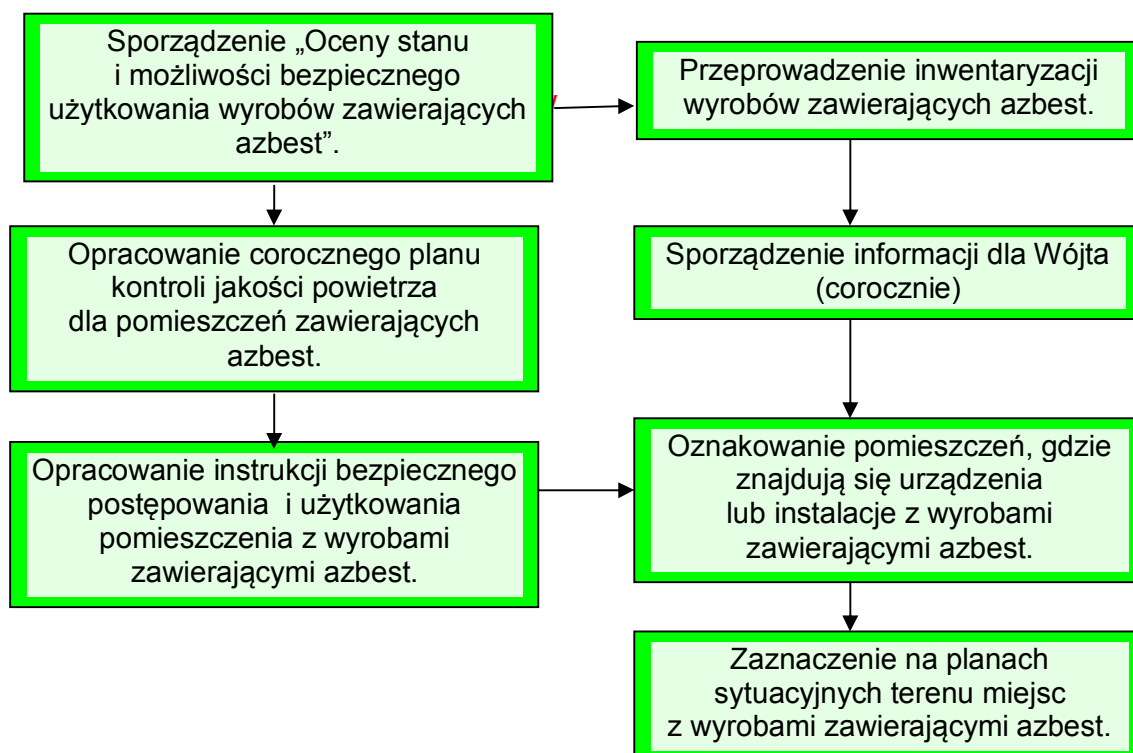 Sporządzenie „Oceny stanu
i możliwości bezpiecznego
użytkowania wyrobów zawierających
azbest”.
Przeprowadzenie inwentaryzacji
wyrobów zawierających azbest.
Opracowanie corocznego planu
kontroli jakości powietrza
dla pomieszczeń zawierających
azbest.
Sporządzenie informacji dla Wójta
(corocznie)
Opracowanie instrukcji bezpiecznego
postępowania i użytkowania
pomieszczenia z wyrobami
zawierającymi azbest.
Oznakowanie pomieszczeń, gdzie
znajdują się urządzenia
lub instalacje z wyrobami
zawierającymi azbest.
Zaznaczenie na planach
sytuacyjnych terenu miejsc
z wyrobami zawierającymi azbest.